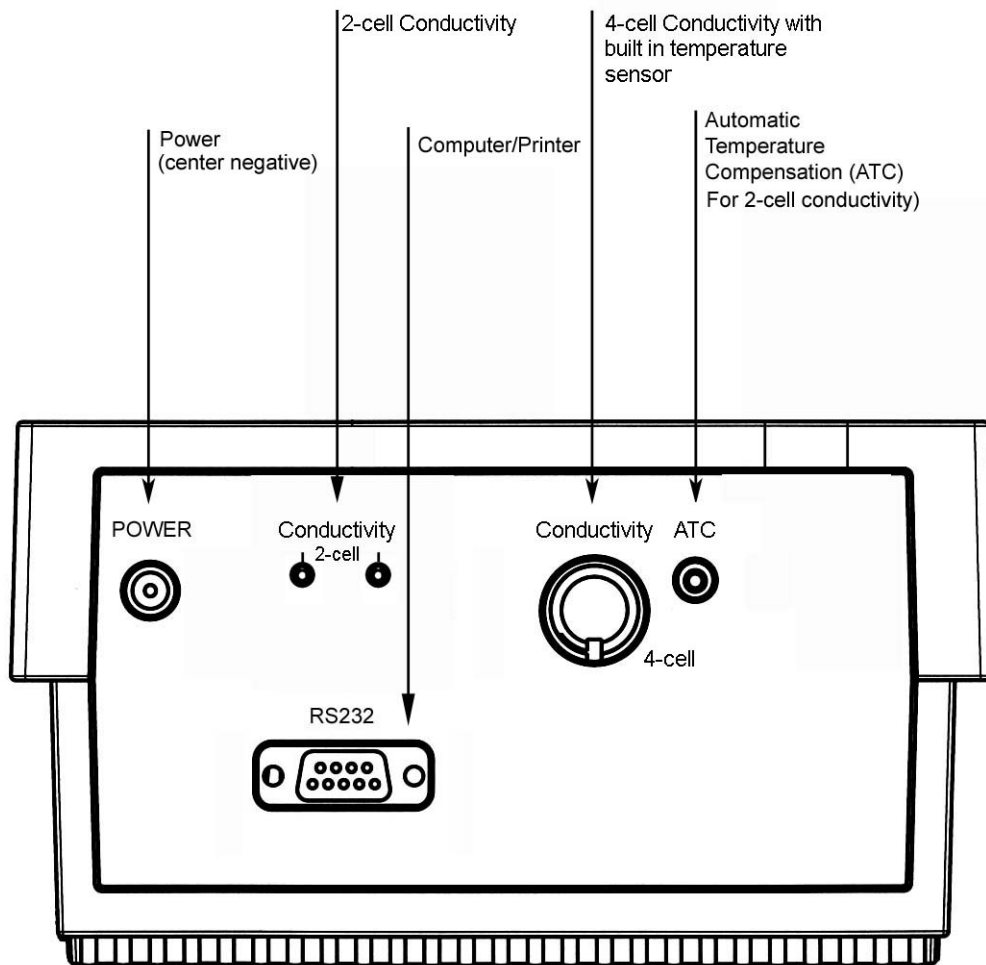 2-cell Conductivity
4-cell Conductivity with
built in temperature
sensor
Power
(center negative)
Computer/Printer
Automatic
Temperature
Compensation (ATC)
For 2-cell conductivity)
POWER
Conductivity
2-cell
Conductivity
4-cell
ATC
RS232